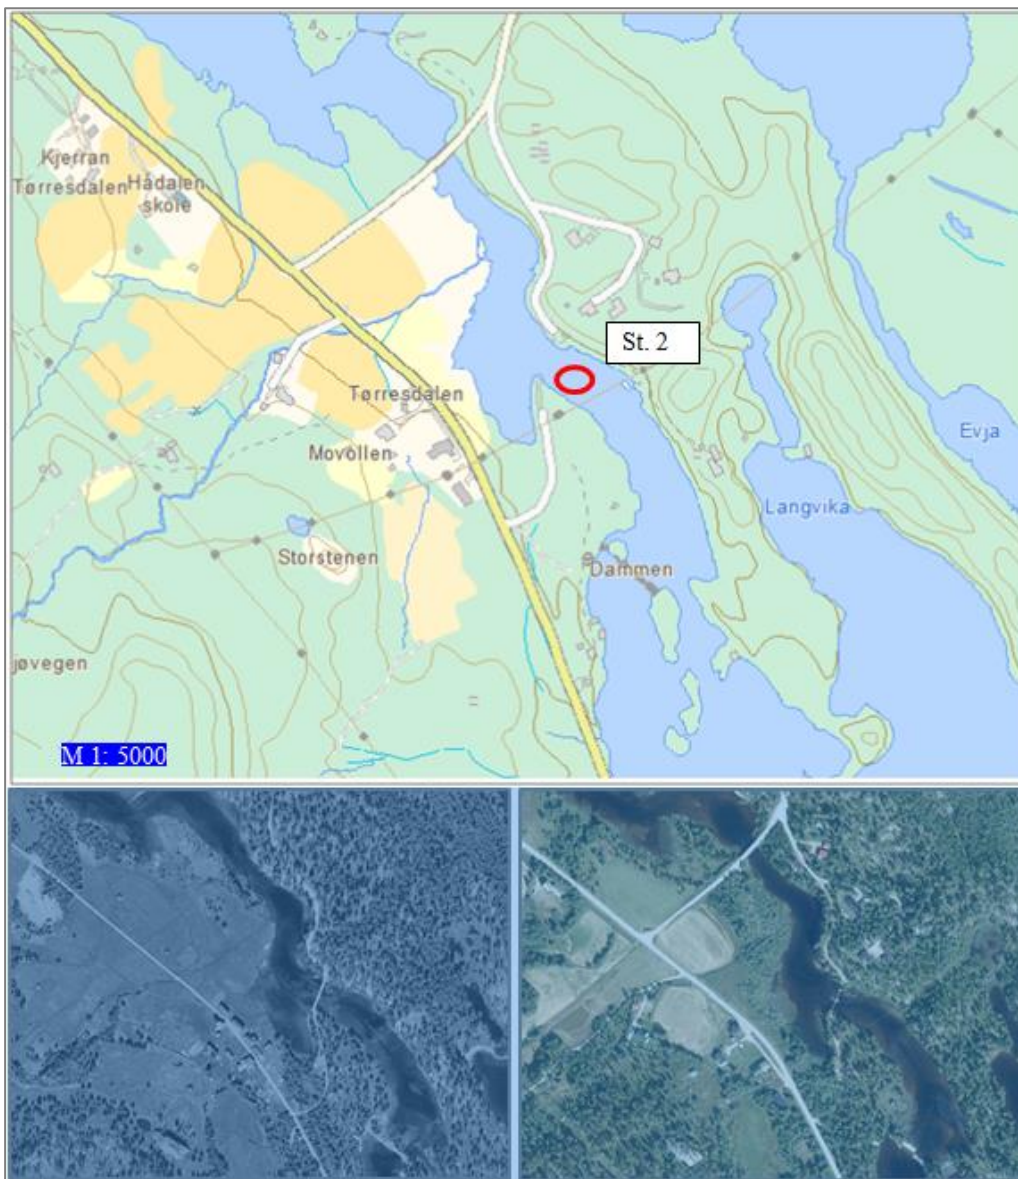 Kjerran
Tørresdalen
Hådalen
skole
St. 2
Tørresdalen
Movollen
Evja
Langvika
Storstenen
Dammen
jøvegen
M 1: 5000